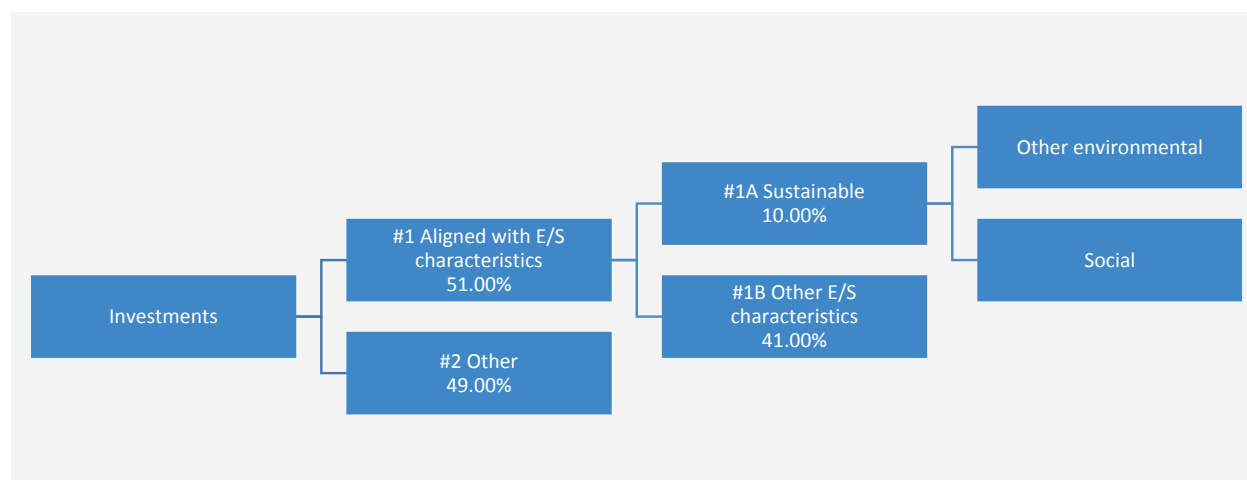 Investments
#1 Aligned with E/S
characteristics
51.00%
#2 Other
49.00%
#1A Sustainable
10.00%
#1B Other E/S
characteristics
41.00%
Other environmental
Social